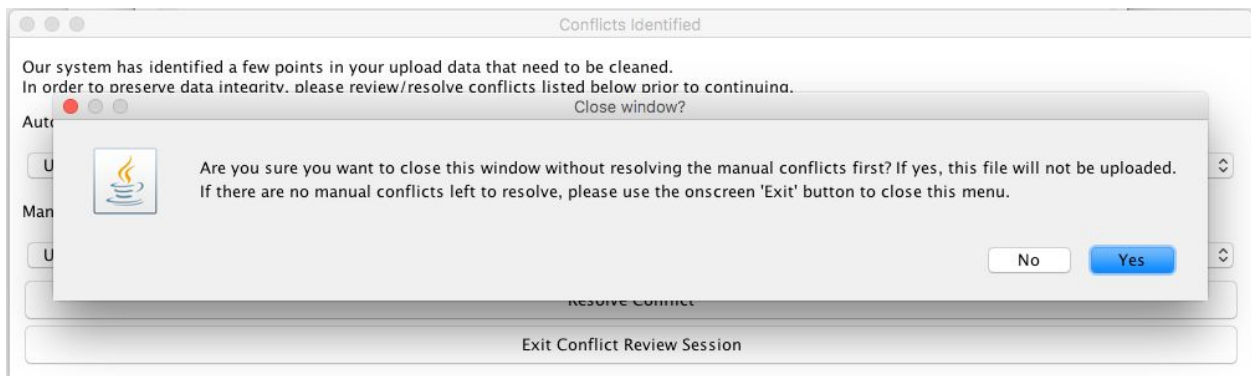 Conflicts Identified
Our system has identified a few points in your upload data that need to be cleaned.
In order to preserve data integrity, please review/resolve conflicts listed below prior to continuing.
Close window?
Are you sure you want to close this window without resolving the manual conflicts first? If yes, this file will not be uploaded.
If there are no manual conflicts left to resolve, please use the onscreen 'Exit' button to close this menu.
No Yes
Resolve Conflict
Exit Conflict Review Session